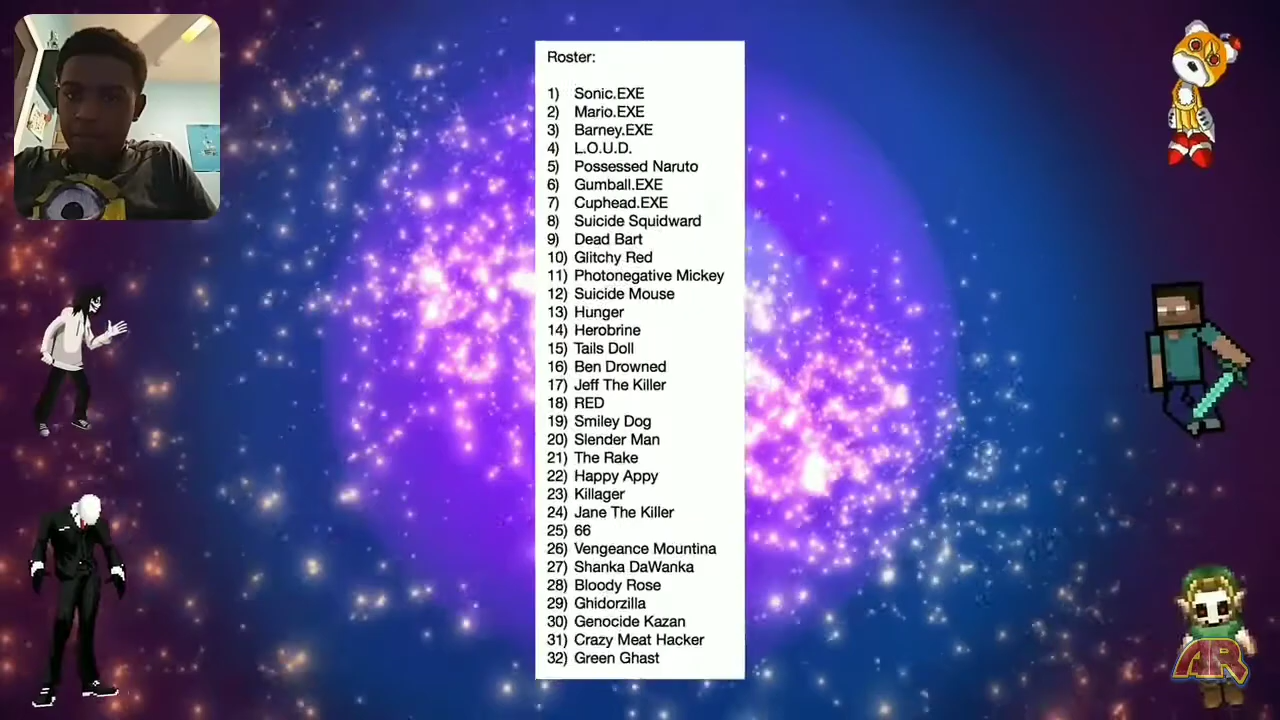 Roster:
1) Sonic.EXE
2) Mario.EXE
3) Barney.EXE
4) L.O.U.D.
5) Possessed Naruto
6) Gumball.EXE
7) Cuphead.EXE
8) Suicide Squidward
9) Dead Bart
10) Glitchy Red
11) Photonegative Mickey
12) Suicide Mouse
13) Hunger
14) Herobrine
15) Tails Doll
16) Ben Drowned
17) Jeff The Killer
18) RED
19) Smiley Dog
20) Slender Man
21) The Rake
22) Happy Appy
23) Killager
24) Jane The Killer
25) 66
26) Vengeance Mountina
27) Shanka DaWanka
28) Bloody Rose
29) Ghidorzilla
30) Genocide Kazan
31) Crazy Meat Hacker
32) Green Ghast
AR